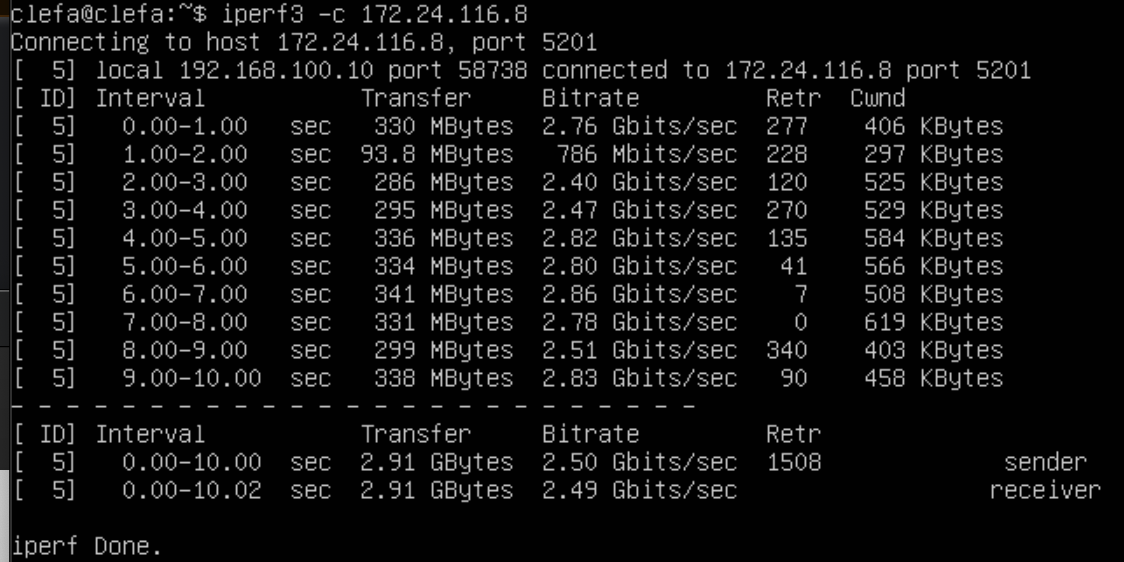 clefa@clefa:~$ iperf3 -c 172.24.116.8
Connecting to host 172.24.116.8, port 5201
[  5] local 192.168.100.10 port 58738 connected to 172.24.116.8 port 5201
[ ID] Interval           Transfer     Bitrate         Retr  Cwnd
[  5]   0.00-1.00   sec   330 MBytes  2.76 Gbits/sec  277    406 KBytes
[  5]   1.00-2.00   sec  93.8 MBytes   786 Mbits/sec  228    297 KBytes
[  5]   2.00-3.00   sec   286 MBytes  2.40 Gbits/sec  120    525 KBytes
[  5]   3.00-4.00   sec   295 MBytes  2.47 Gbits/sec  270    529 KBytes
[  5]   4.00-5.00   sec   336 MBytes  2.82 Gbits/sec  135    584 KBytes
[  5]   5.00-6.00   sec   334 MBytes  2.80 Gbits/sec   41    566 KBytes
[  5]   6.00-7.00   sec   341 MBytes  2.86 Gbits/sec    7    508 KBytes
[  5]   7.00-8.00   sec   331 MBytes  2.78 Gbits/sec    0    619 KBytes
[  5]   8.00-9.00   sec   299 MBytes  2.51 Gbits/sec  340    403 KBytes
[  5]   9.00-10.00  sec   338 MBytes  2.83 Gbits/sec   90    458 KBytes
- - - - - - - - - - - - - - - - - - - - - - - - -
[ ID] Interval           Transfer     Bitrate         Retr
[  5]   0.00-10.00  sec  2.91 GBytes  2.50 Gbits/sec  1508             sender
[  5]   0.00-10.02  sec  2.91 GBytes  2.49 Gbits/sec                  receiver

iperf Done.